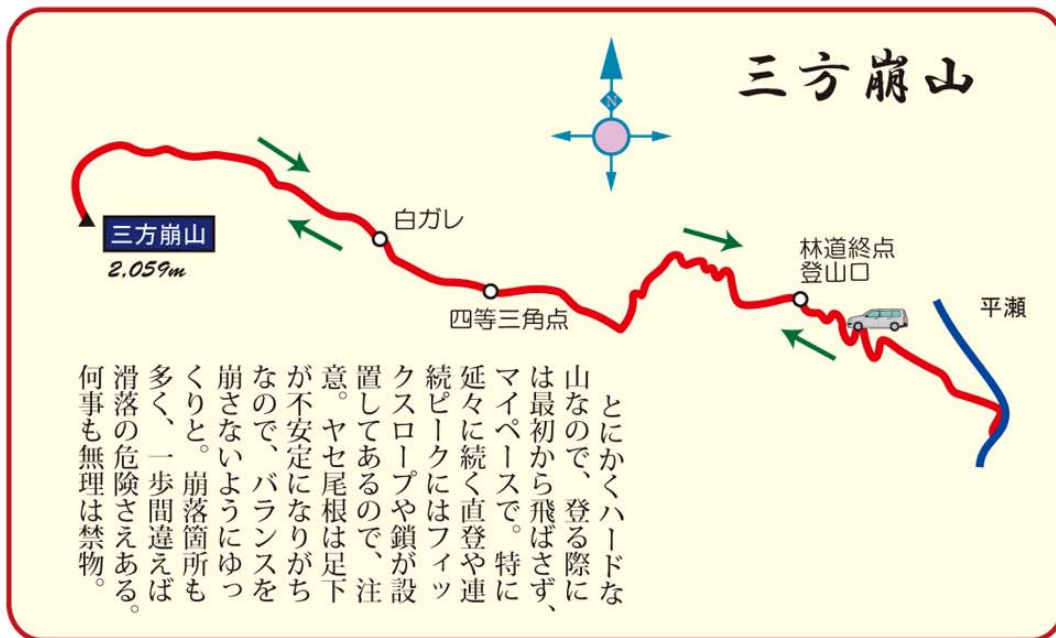 三方崩山
N
三方崩山
2,059m
白ガレ
四等三角点
林道終点
登山口
平瀬
とにかくハードな
山なので、登る際に
は最初から飛ばさず、
マイペースで。特に
延々に続く直登や連
続ピークにはフィッ
クスロープや鎖が設
置してあるので、注
意。ヤセ尾根は足下
が不安定になりがち
なので、バランスを
崩さないようにゆっ
くりと。崩落箇所も
多く、一歩間違えば
滑落の危険さえある。
何事も無理は禁物。